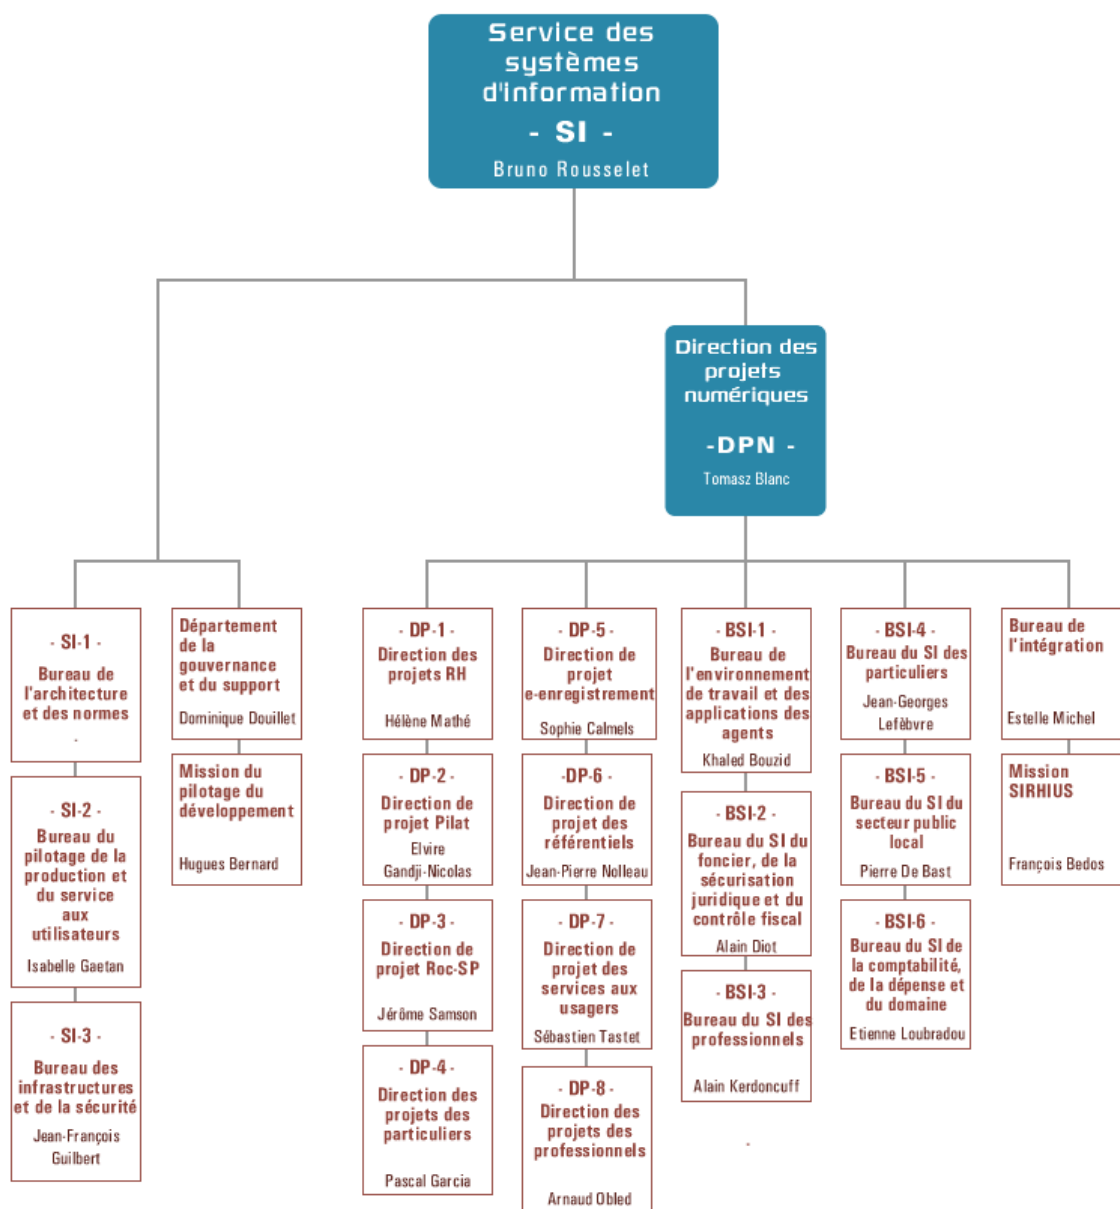 Service des
systèmes
d'information
- SI -
Bruno Rousselet
Direction des
projets
numériques
-DPN -
Tomasz Blanc
- SI-1 -
Bureau de
l'architecture
et des normes
.
- SI-2 -
Bureau du
pilotage de la
production et
du service
aux
utilisateurs
Isabelle Gaetan
- SI-3 -
Bureau des
infrastructures
et de la sécurité
Jean-François
Guilbert
Département
de la
gouvernance
et du support
Dominique Douillet
Mission du
pilotage du
développement
Hugues Bernard
- DP-1 -
Direction des
projets RH
Hélène Mathé
- DP-2 -
Direction de
projet Pilat
Elvire
Gandji-Nicolas
- DP-3 -
Direction de
projet Roc-SP
Jérôme Samson
- DP-4 -
Direction des
projets des
particuliers
Pascal Garcia
- DP-5 -
Direction de
projet
e-enregistrement
Sophie Calmels
-DP-6 -
Direction de
projet des
référentiels
Jean-Pierre Nolleau
- DP-7 -
Direction de
projet des
services aux
usagers
Sébastien Tastet
- DP-8 -
Direction des
projets des
professionnels
Arnaud Obled
- BSI-1 -
Bureau de
l'environnement
de travail et des
applications des
agents
Khaled Bouzid
- BSI-2 -
Bureau du SI du
foncier, de la
sécurisation
juridique et du
contrôle fiscal
Alain Diot
- BSI-3 -
Bureau du SI des
professionnels
Alain Kerdoncuff
.
- BSI-4 -
Bureau du SI des
particuliers
Jean-Georges
Lefèbvre
- BSI-5 -
Bureau du SI du
secteur public
local
Pierre De Bast
- BSI-6 -
Bureau du SI de
la comptabilité,
de la dépense et
du domaine
Etienne Loubradou
Bureau de
l'intégration
Estelle Michel
Mission
SIRHIUS
François Bedos